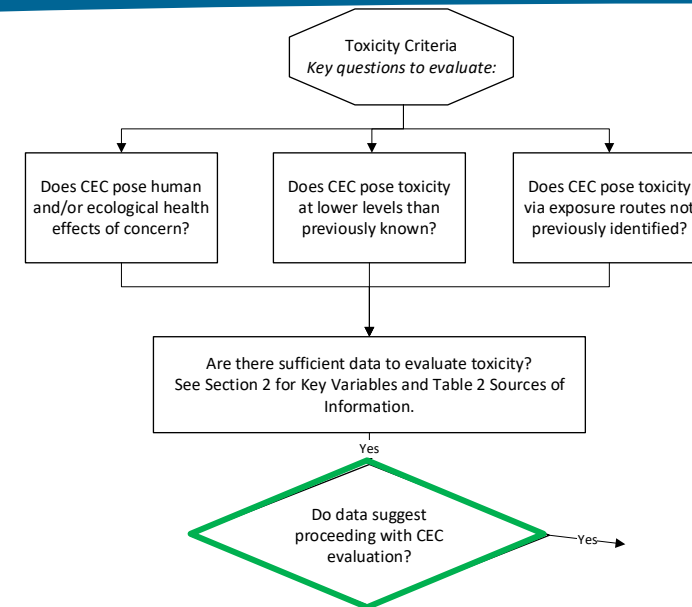 Toxicity Criteria
Key questions to evaluate:
Does CEC pose human
and/or ecological health
effects of concern?
Does CEC pose toxicity
at lower levels than
previously known?
Does CEC pose toxicity
via exposure routes not
previously identified?
Are there sufficient data to evaluate toxicity?
See Section 2 for Key Variables and Table 2 Sources of
Information.
Yes
Do data suggest
proceeding with CEC
evaluation?
Yes